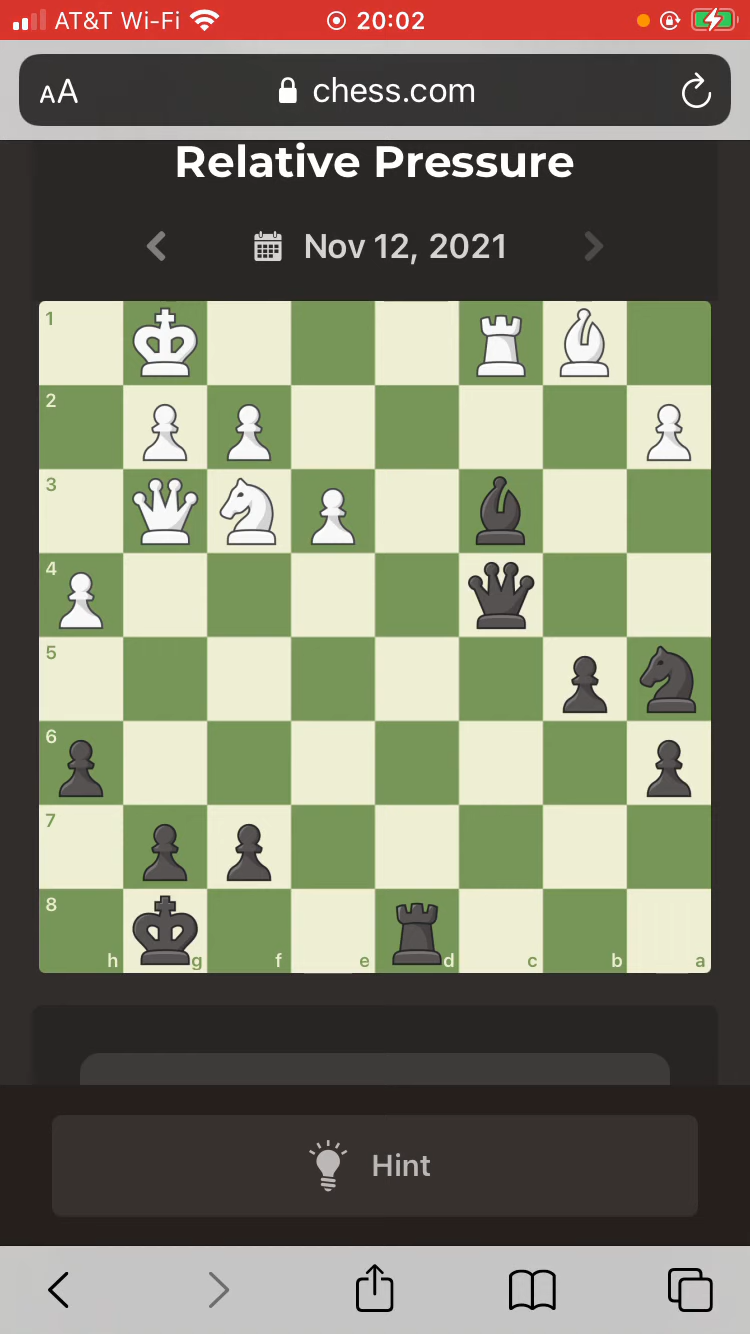 AT&T Wi-Fi 20:02
AA chess.com
Relative Pressure
Nov 12, 2021
1
2
3
4
5
6
7
8 h g f e d c b a
Hint